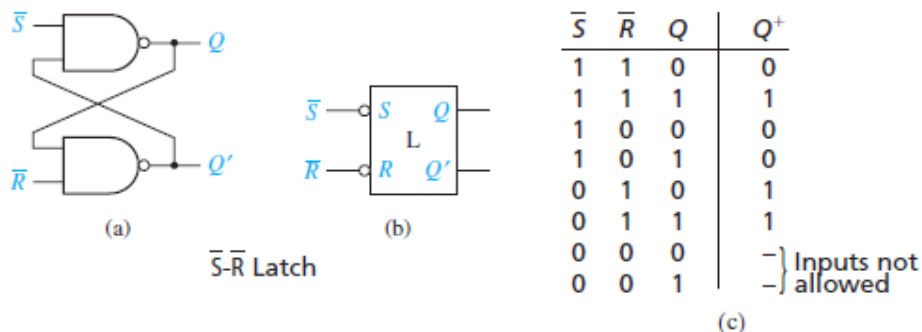 S̅ Q
R̅ Q'
(a)
S̅ S Q
L
R̅ R Q'
(b)
S̅-R̅ Latch
S̅ R̅ Q Q⁺
1 1 0 0
1 1 1 1
1 0 0 0
1 0 1 0
0 1 0 1
0 1 1 1
0 0 0 – Inputs not
0 0 1 – allowed
(c)